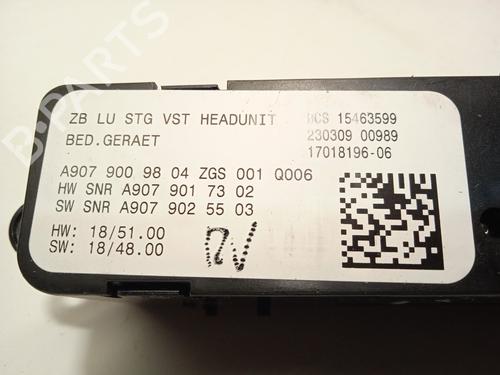 ZB LU STG VST HEADUNIT
BED.GERAET
DCS 15463599
230309 00989
17018196-06
A907 900 98 04 ZGS 001 Q006
HW SNR A907 901 73 02
SW SNR A907 902 55 03
HW: 18/51.00
SW: 18/48.00
B-PARTS